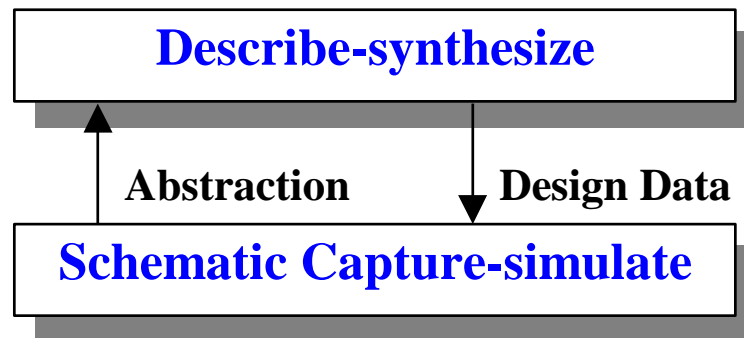 Describe-synthesize
Abstraction
Design Data
Schematic Capture-simulate